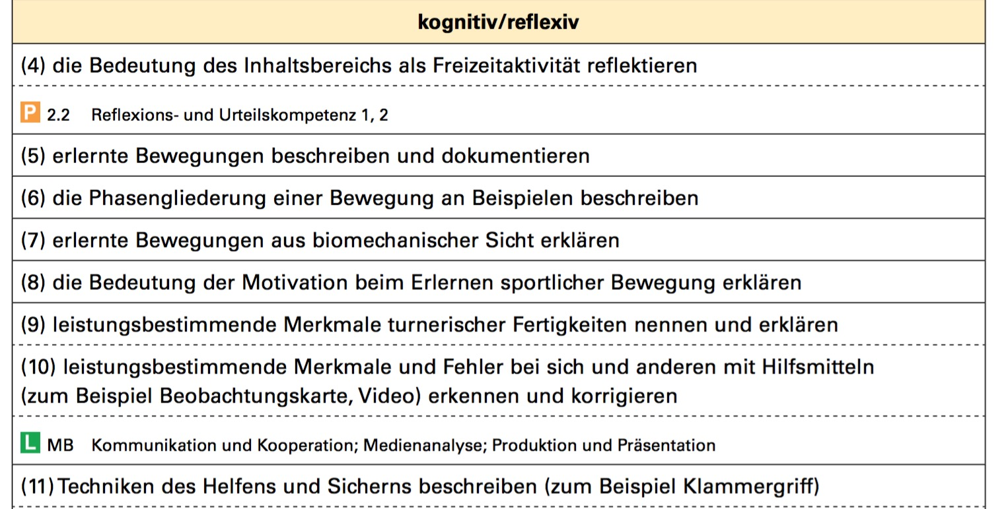 kognitiv/reflexiv
(4) die Bedeutung des Inhaltsbereichs als Freizeitaktivität reflektieren
P 2.2 Reflexions- und Urteilskompetenz 1, 2
(5) erlernte Bewegungen beschreiben und dokumentieren
(6) die Phasengliederung einer Bewegung an Beispielen beschreiben
(7) erlernte Bewegungen aus biomechanischer Sicht erklären
(8) die Bedeutung der Motivation beim Erlernen sportlicher Bewegung erklären
(9) leistungsbestimmende Merkmale turnerischer Fertigkeiten nennen und erklären
(10) leistungsbestimmende Merkmale und Fehler bei sich und anderen mit Hilfsmitteln
(zum Beispiel Beobachtungskarte, Video) erkennen und korrigieren
L MB Kommunikation und Kooperation; Medienanalyse; Produktion und Präsentation
(11) Techniken des Helfens und Sicherns beschreiben (zum Beispiel Klammergriff)